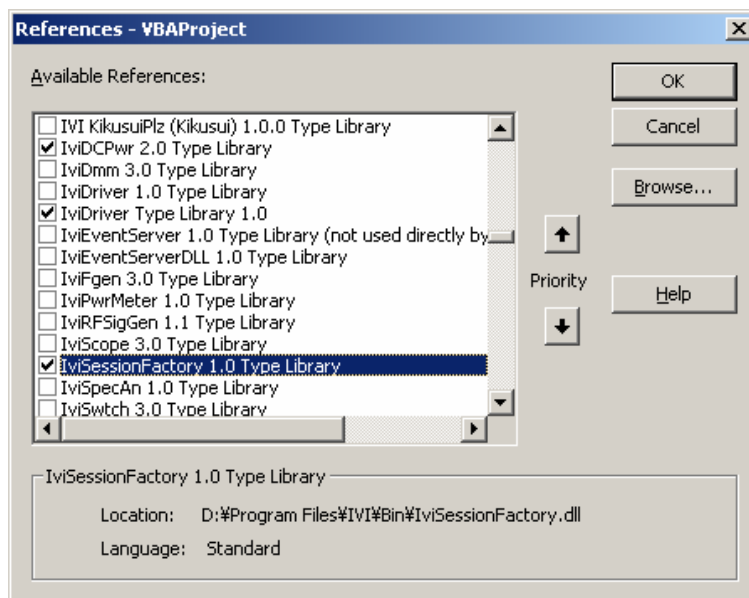 References - VBAProject
Available References:
IVI KikusuiPlz (Kikusui) 1.0.0 Type Library
IviDCPwr 2.0 Type Library
IviDmm 3.0 Type Library
IviDriver 1.0 Type Library
IviDriver Type Library 1.0
IviEventServer 1.0 Type Library (not used directly by
IviEventServerDLL 1.0 Type Library
IviFgen 3.0 Type Library
IviPwrMeter 1.0 Type Library
IviRFSigGen 1.1 Type Library
IviScope 3.0 Type Library
IviSessionFactory 1.0 Type Library
IviSpecAn 1.0 Type Library
IviSwtch 3.0 Type Library
OK
Cancel
Browse...
Priority
Help
IviSessionFactory 1.0 Type Library
Location: D:¥Program Files¥IVI¥Bin¥IviSessionFactory.dll
Language: Standard